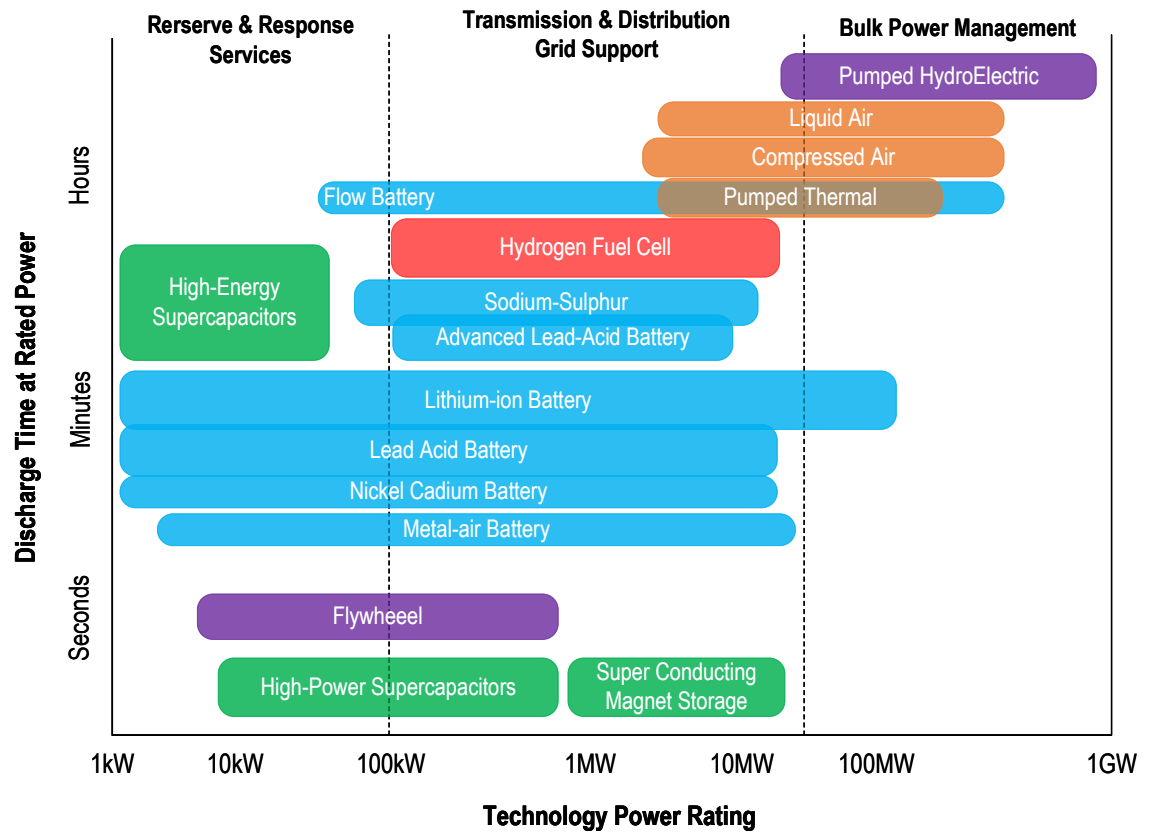 Rerserve & Response
Services
Transmission & Distribution
Grid Support
Bulk Power Management
Pumped HydroElectric
Liquid Air
Compressed Air
Flow Battery
Pumped Thermal
Hydrogen Fuel Cell
High-Energy
Supercapacitors
Sodium-Sulphur
Advanced Lead-Acid Battery
Lithium-ion Battery
Lead Acid Battery
Nickel Cadium Battery
Metal-air Battery
Flywheeel
High-Power Supercapacitors
Super Conducting
Magnet Storage
Discharge Time at Rated Power
Hours
Minutes
Seconds
1kW 10kW 100kW 1MW 10MW 100MW 1GW
Technology Power Rating